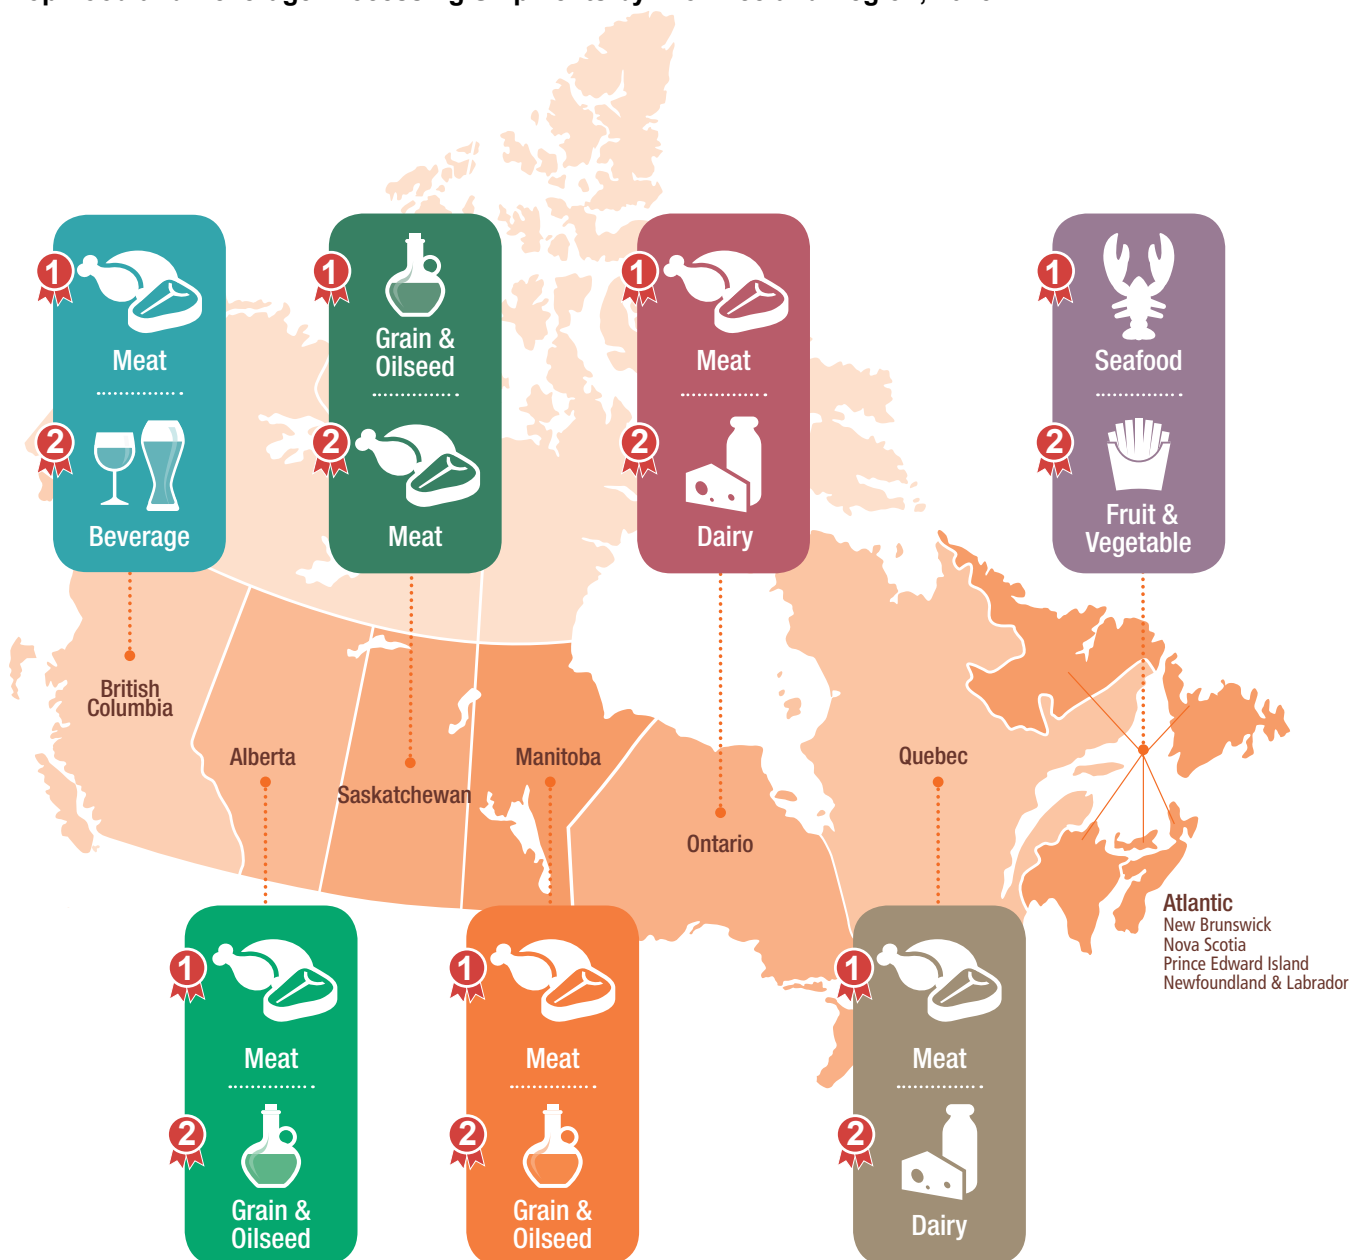 1
Meat
2
Beverage
1
Grain &
Oilseed
2
Meat
1
Meat
2
Dairy
1
Seafood
2
Fruit &
Vegetable
British
Columbia
Alberta
Saskatchewan
Manitoba
Ontario
Quebec
Atlantic
New Brunswick
Nova Scotia
Prince Edward Island
Newfoundland & Labrador
1
Meat
2
Grain &
Oilseed
1
Meat
2
Grain &
Oilseed
1
Meat
2
Dairy